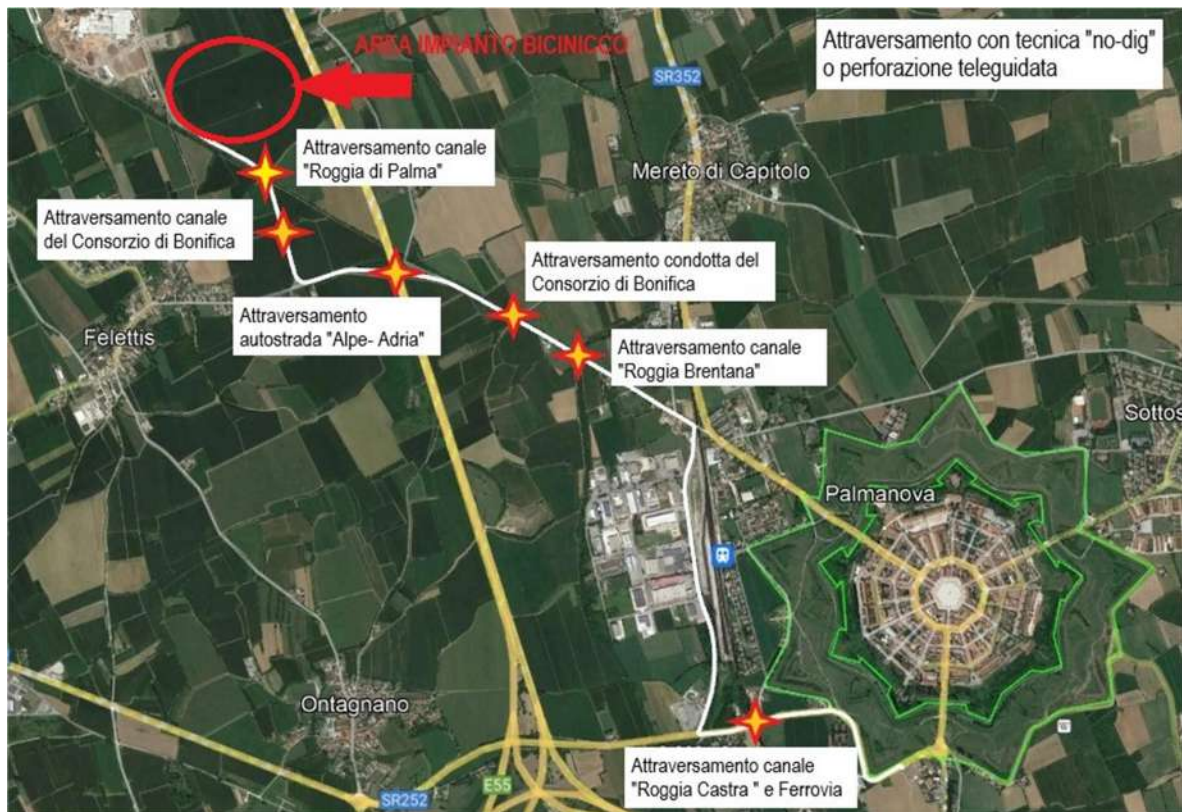 AREA IMPIANTO BICINICCO
Attraversamento con tecnica "no-dig"
o perforazione teleguidata
SR352
Attraversamento canale
"Roggia di Palma"
Mereto di Capitolo
Attraversamento canale
del Consorzio di Bonifica
Attraversamento condotta del
Consorzio di Bonifica
Attraversamento
autostrada "Alpe- Adria"
Felettis
Attraversamento canale
"Roggia Brentana"
Sottos
Palmanova
Ontagnano
Attraversamento canale
"Roggia Castra " e Ferrovia
E55
SR252